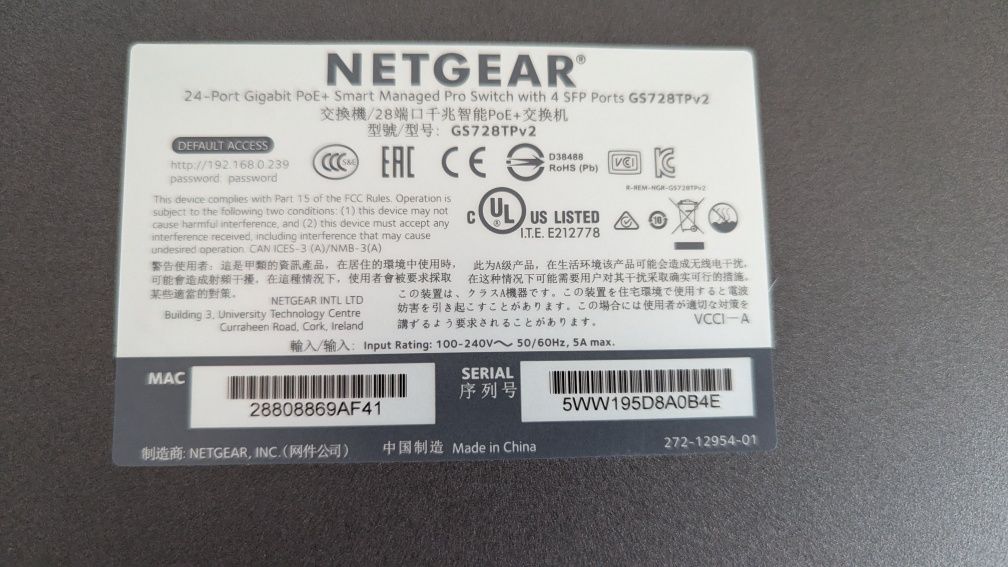 NETGEAR®
24-Port Gigabit PoE+ Smart Managed Pro Switch with 4 SFP Ports GS728TPv2
交換機/28端口千兆智能PoE+交换机
型號/型号: GS728TPv2
DEFAULT ACCESS
http://192.168.0.239
password: password
CCC S&E
EAC
CE
D38488
RoHS (Pb)
VCI
R-REM-NGR-GS728TPv2
This device complies with Part 15 of the FCC Rules. Operation is
subject to the following two conditions: (1) this device may not
cause harmful interference, and (2) this device must accept any
interference received, including interference that may cause
undesired operation. CAN ICES-3 (A)/NMB-3(A)
C UL US LISTED
I.T.E. E212778
10
警告使用者: 這是甲類的資訊產品, 在居住的環境中使用時,
可能會造成射頻干擾, 在這種情況下, 使用者會被要求採取
某些適當的對策。
此为A级产品, 在生活环境该产品可能会造成无线电干扰,
在这种情况下可能需要用户对其干扰采取确实可行的措施。
NETGEAR INTL LTD
Building 3, University Technology Centre
Curraheen Road, Cork, Ireland
この装置は、クラスA機器です。この装置を住宅環境で使用すると電波
妨害を引き起こすことがあります。この場合には使用者が適切な対策を
講ずるよう要求されることがあります。
VCCI-A
輸入/输入: Input Rating: 100-240V~ 50/60Hz, 5A max.
MAC
28808869AF41
SERIAL
序列号
5WW195D8A0B4E
制造商: NETGEAR, INC.(网件公司)
中国制造 Made in China
272-12954-01